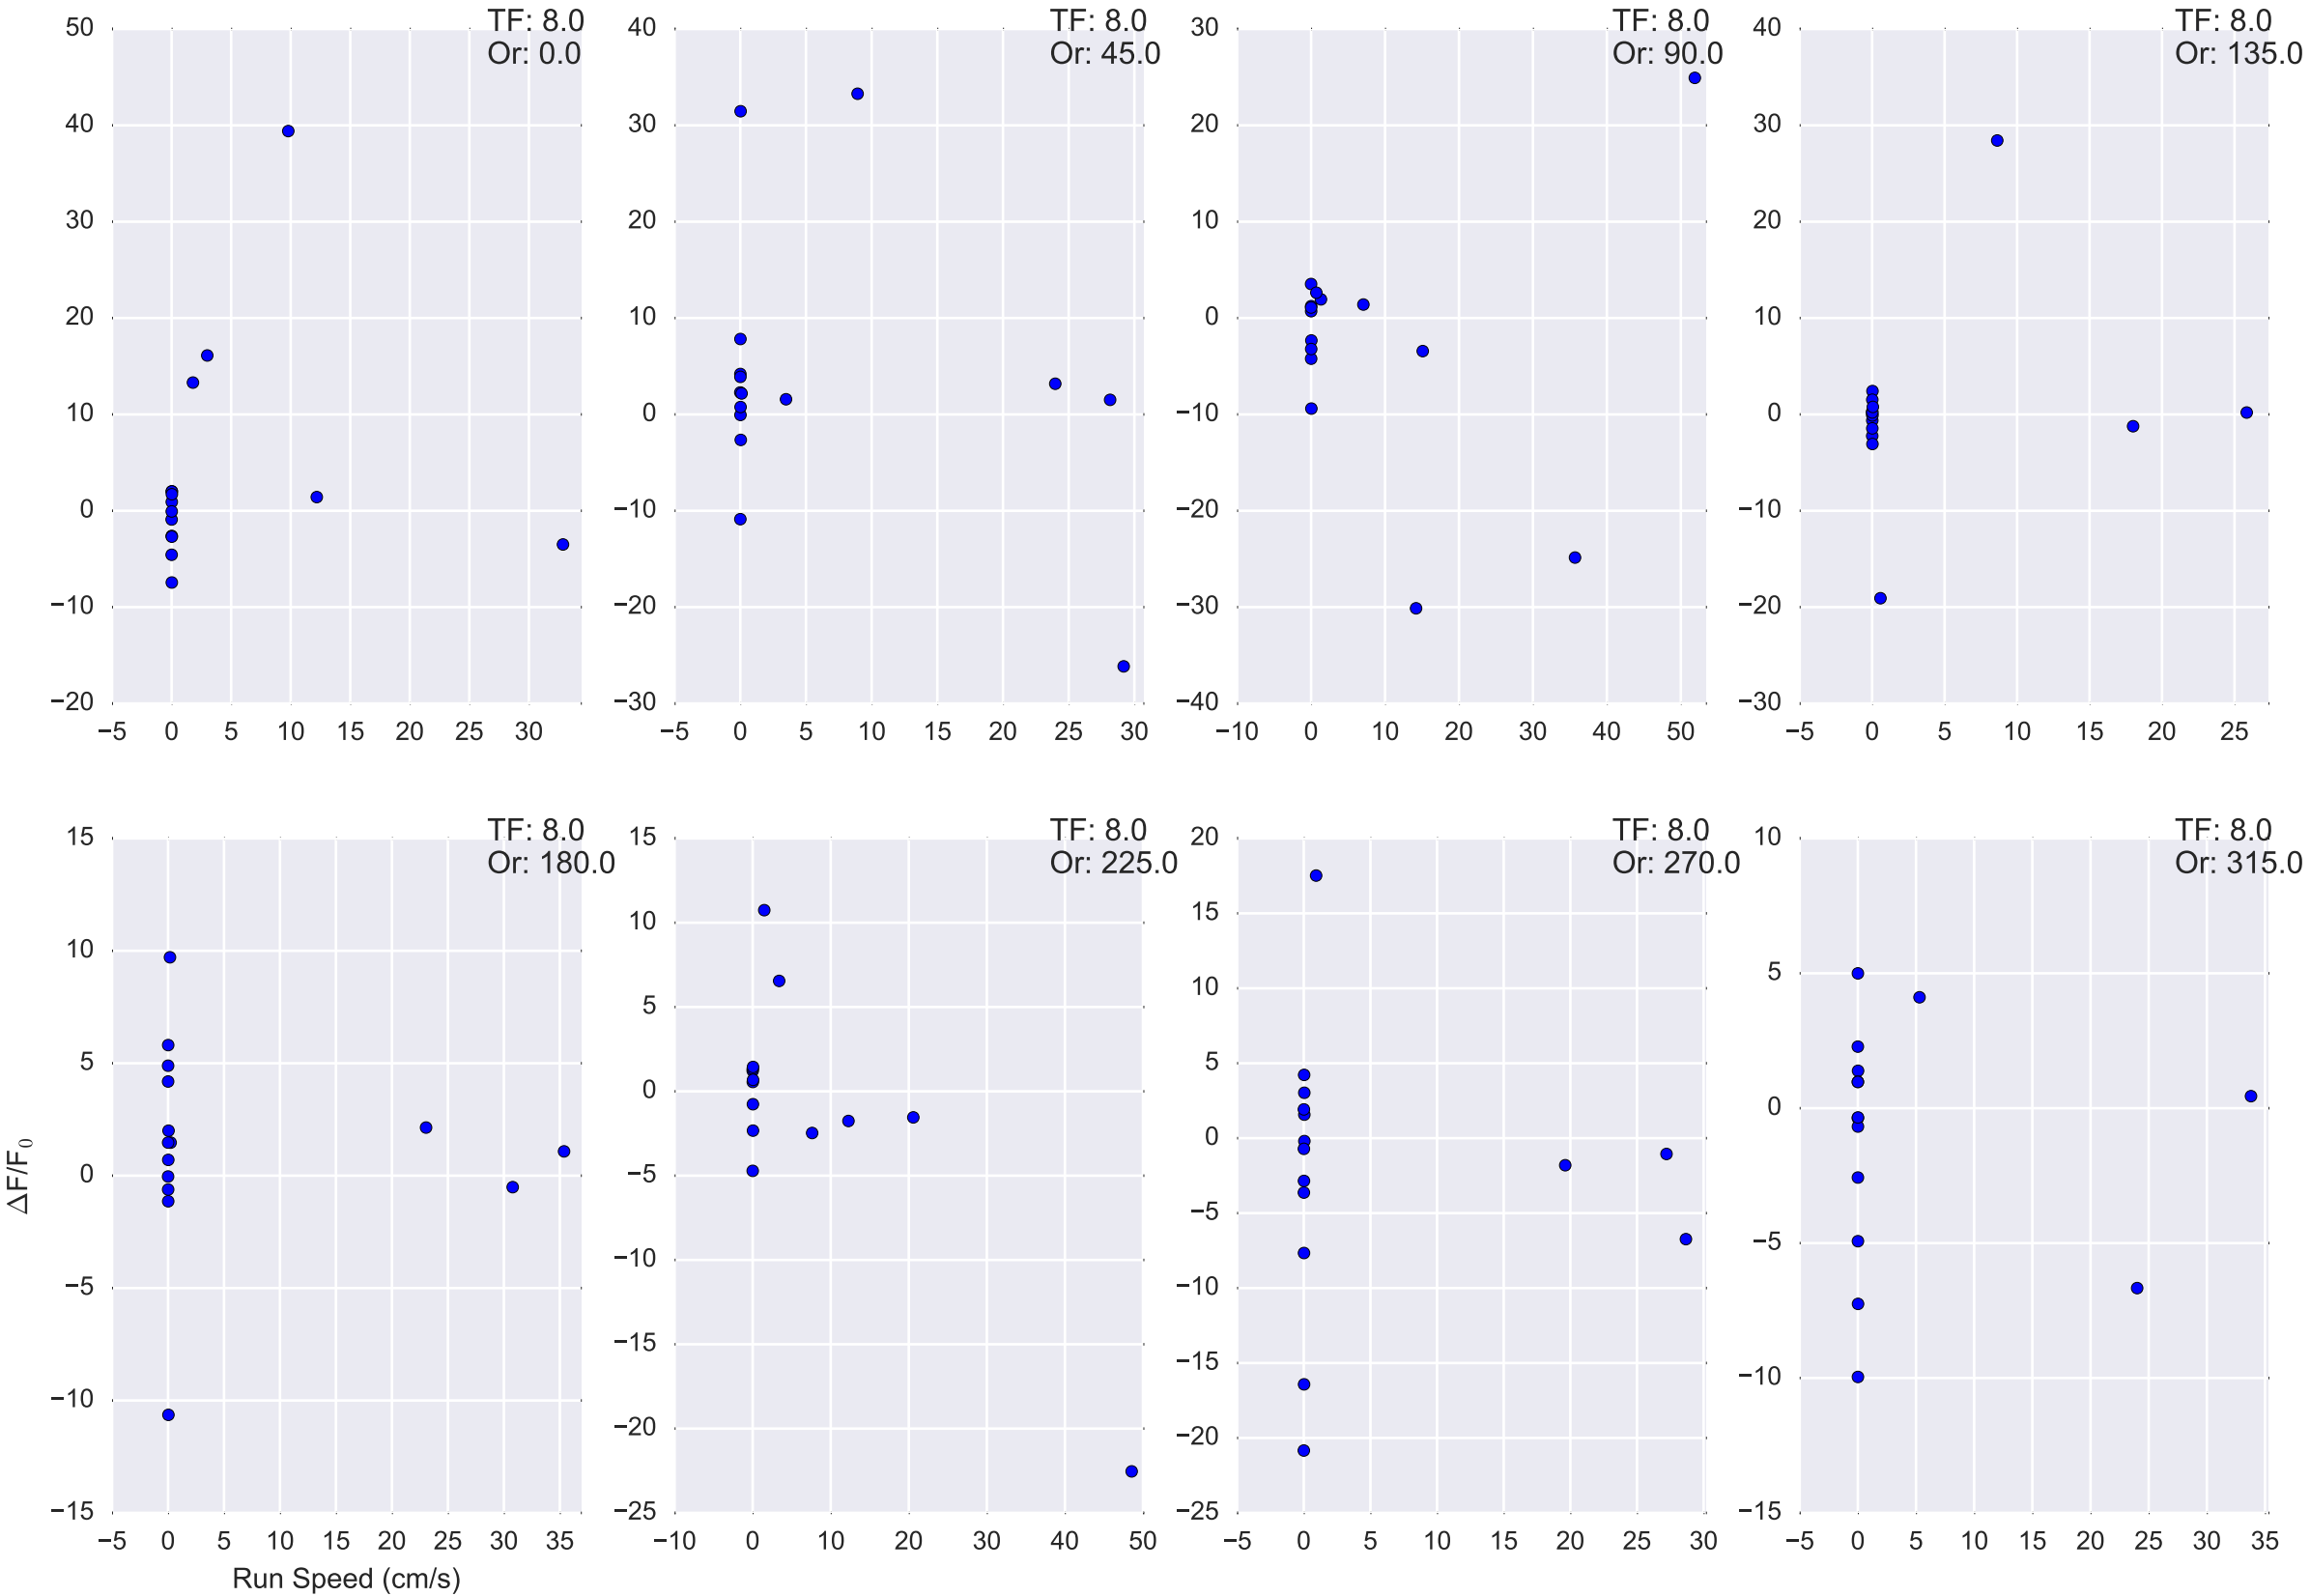 TF: 8.0
Or: 0.0
50
40
30
20
10
0
−10
−20
−5 0 5 10 15 20 25 30
TF: 8.0
Or: 45.0
40
30
20
10
0
−10
−20
−30
−5 0 5 10 15 20 25 30
TF: 8.0
Or: 90.0
30
20
10
0
−10
−20
−30
−40
−10 0 10 20 30 40 50
TF: 8.0
Or: 135.0
40
30
20
10
0
−10
−20
−30
−5 0 5 10 15 20 25
TF: 8.0
Or: 180.0
15
10
5
0
−5
−10
−15
−5 0 5 10 15 20 25 30 35
Run Speed (cm/s)
ΔF/F₀
TF: 8.0
Or: 225.0
15
10
5
0
−5
−10
−15
−20
−25
−10 0 10 20 30 40 50
TF: 8.0
Or: 270.0
20
15
10
5
0
−5
−10
−15
−20
−25
−5 0 5 10 15 20 25 30
TF: 8.0
Or: 315.0
10
5
0
−5
−10
−15
−5 0 5 10 15 20 25 30 35